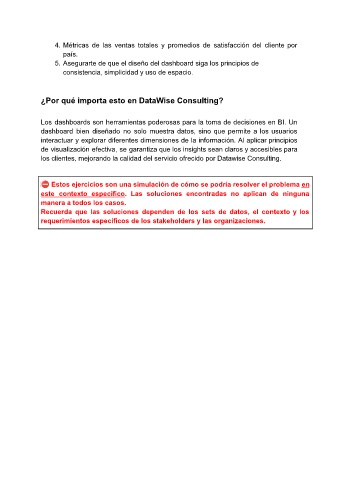 4. Métricas de las ventas totales y promedios de satisfacción del cliente por
país.
5. Asegurarte de que el diseño del dashboard siga los principios de
consistencia, simplicidad y uso de espacio.
¿Por qué importa esto en DataWise Consulting?
Los dashboards son herramientas poderosas para la toma de decisiones en BI. Un
dashboard bien diseñado no solo muestra datos, sino que permite a los usuarios
interactuar y explorar diferentes dimensiones de la información. Al aplicar principios
de visualización efectiva, se garantiza que los insights sean claros y accesibles para
los clientes, mejorando la calidad del servicio ofrecido por Datawise Consulting.
Estos ejercicios son una simulación de cómo se podría resolver el problema en
este contexto específico. Las soluciones encontradas no aplican de ninguna
manera a todos los casos.
Recuerda que las soluciones dependen de los sets de datos, el contexto y los
requerimientos específicos de los stakeholders y las organizaciones.